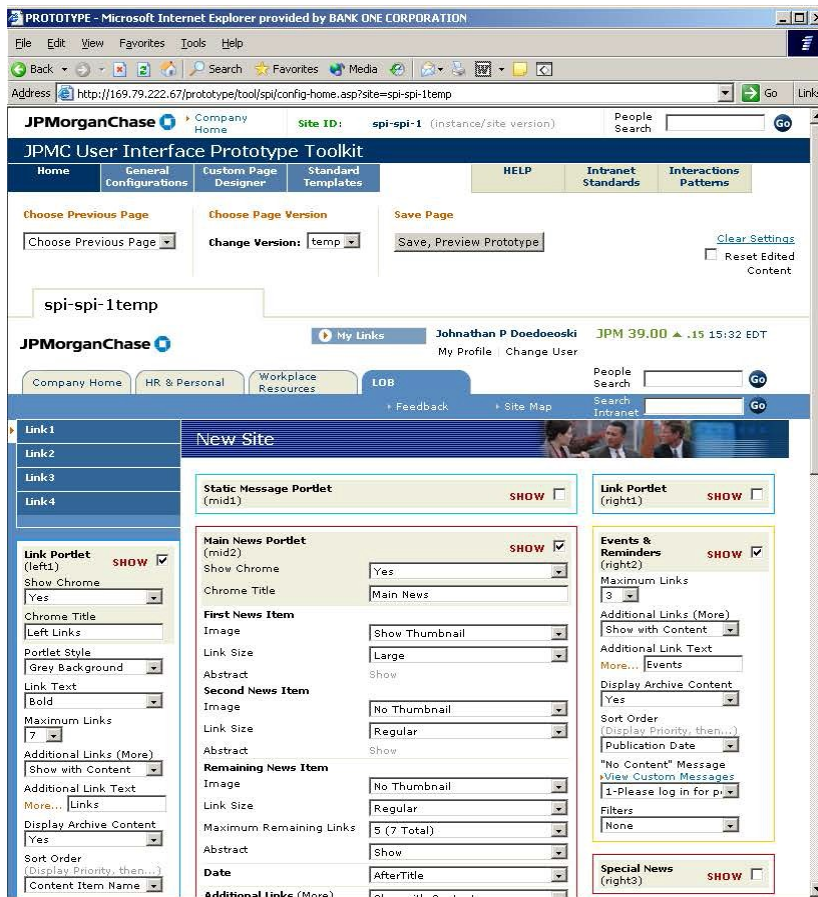 PROTOTYPE - Microsoft Internet Explorer provided by BANK ONE CORPORATION
File Edit View Favorites Tools Help
Back Search Favorites Media
Address http://169.79.222.67/prototype/tool/spi/config-home.asp?site=spi-spi-1temp Go Links
JPMorganChase Company Home Site ID: spi-spi-1 (instance/site version) People Search Go
JPMC User Interface Prototype Toolkit
Home General Configurations Custom Page Designer Standard Templates HELP Intranet Standards Interactions Patterns
Choose Previous Page Choose Page Version Save Page
Choose Previous Page Change Version: temp Save, Preview Prototype Clear Settings
Reset Edited Content
spi-spi-1temp
JPMorganChase My Links Johnathan P Doedoeoski JPM 39.00 ▲ .15 15:32 EDT
My Profile | Change User
Company Home HR & Personal Workplace Resources LOB People Search Go
Feedback Site Map Search Intranet Go
Link1
Link2
Link3
Link4
New Site
Link Portlet
(left1) SHOW
Show Chrome
Yes
Chrome Title
Left Links
Portlet Style
Grey Background
Link Text
Bold
Maximum Links
7
Additional Links (More)
Show with Content
Additional Link Text
More... Links
Display Archive Content
Yes
Sort Order
(Display Priority, then...)
Content Item Name
Static Message Portlet
(mid1) SHOW
Main News Portlet
(mid2) SHOW
Show Chrome Yes
Chrome Title Main News
First News Item
Image Show Thumbnail
Link Size Large
Abstract Show
Second News Item
Image No Thumbnail
Link Size Regular
Abstract Show
Remaining News Item
Image No Thumbnail
Link Size Regular
Maximum Remaining Links 5 (7 Total)
Abstract Show
Date AfterTitle
Additional Links (More)
Link Portlet
(right1) SHOW
Events &
Reminders
(right2) SHOW
Maximum Links
3
Additional Links (More)
Show with Content
Additional Link Text
More... Events
Display Archive Content
Yes
Sort Order
(Display Priority, then...)
Publication Date
"No Content" Message
View Custom Messages
1-Please log in for p
Filters
None
Special News
(right3) SHOW